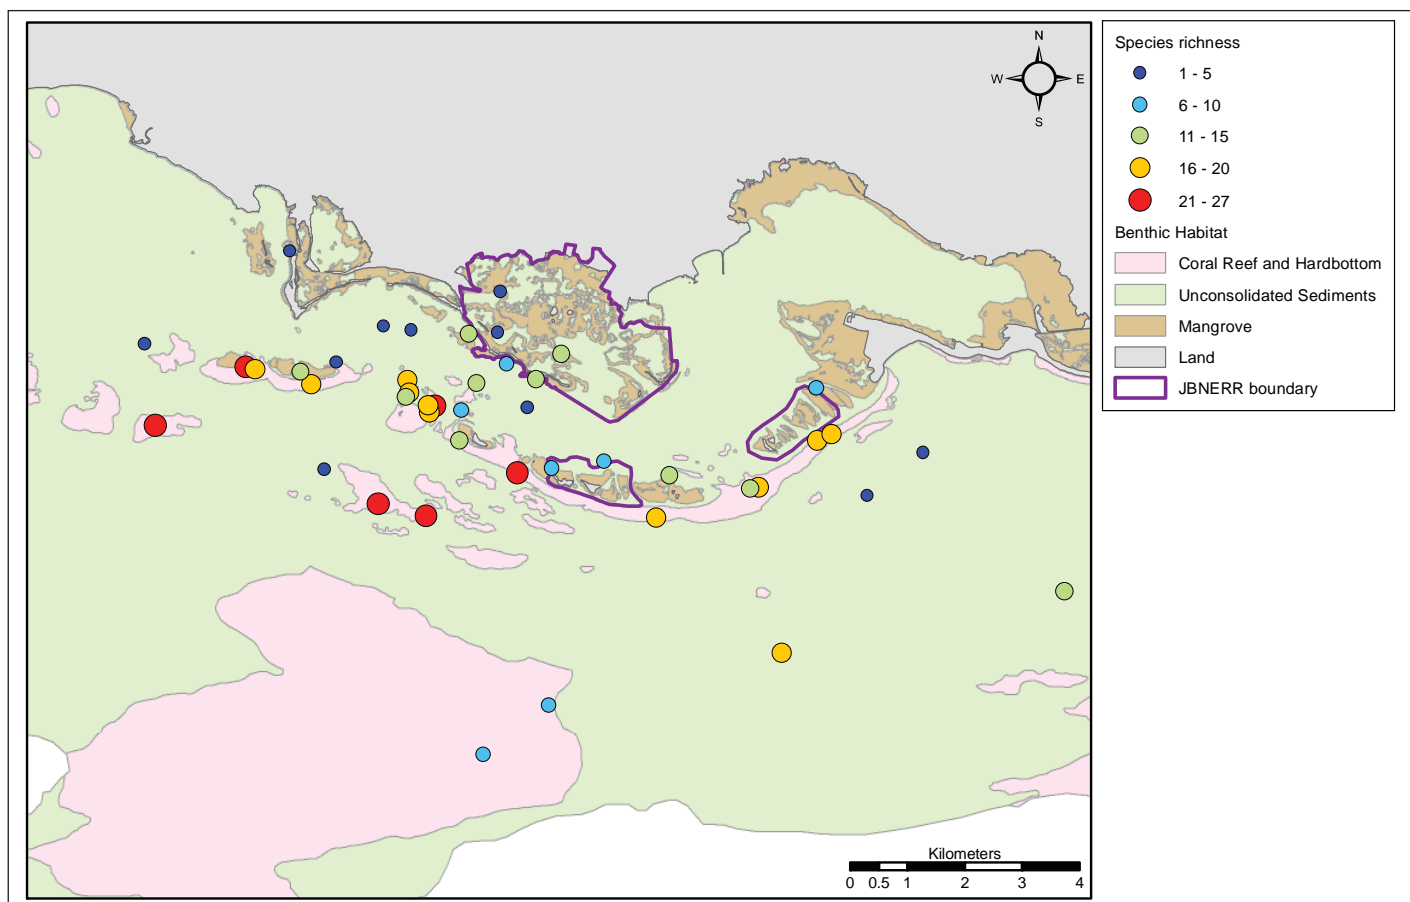 N
W E
S
Species richness
1 - 5
6 - 10
11 - 15
16 - 20
21 - 27
Benthic Habitat
Coral Reef and Hardbottom
Unconsolidated Sediments
Mangrove
Land
JBNERR boundary
Kilometers
0 0.5 1 2 3 4